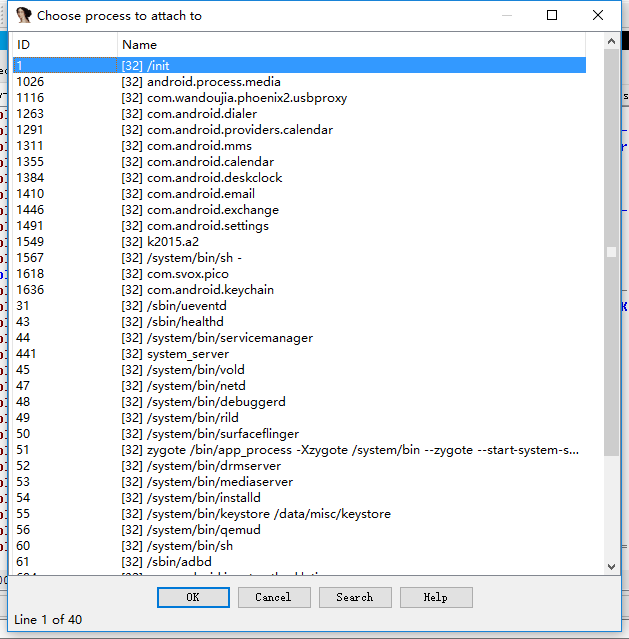 Choose process to attach to
ID Name
1 [32] /init
1026 [32] android.process.media
1116 [32] com.wandoujia.phoenix2.usbproxy
1263 [32] com.android.dialer
1291 [32] com.android.providers.calendar
1311 [32] com.android.mms
1355 [32] com.android.calendar
1384 [32] com.android.deskclock
1410 [32] com.android.email
1446 [32] com.android.exchange
1491 [32] com.android.settings
1549 [32] k2015.a2
1567 [32] /system/bin/sh -
1618 [32] com.svox.pico
1636 [32] com.android.keychain
31 [32] /sbin/ueventd
43 [32] /sbin/healthd
44 [32] /system/bin/servicemanager
441 [32] system_server
45 [32] /system/bin/vold
47 [32] /system/bin/netd
48 [32] /system/bin/debuggerd
49 [32] /system/bin/rild
50 [32] /system/bin/surfaceflinger
51 [32] zygote /bin/app_process -Xzygote /system/bin --zygote --start-system-s...
52 [32] /system/bin/drmserver
53 [32] /system/bin/mediaserver
54 [32] /system/bin/installd
55 [32] /system/bin/keystore /data/misc/keystore
56 [32] /system/bin/qemud
60 [32] /system/bin/sh
61 [32] /sbin/adbd
OK Cancel Search Help
Line 1 of 40